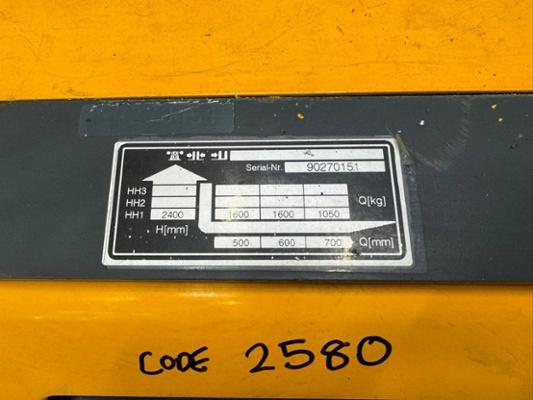 Serial-Nr. 90270151
HH3
HH2 Q[kg]
HH1 2400 1600 1600 1050
H[mm] 500 600 700 Q[mm]
CODE 2580